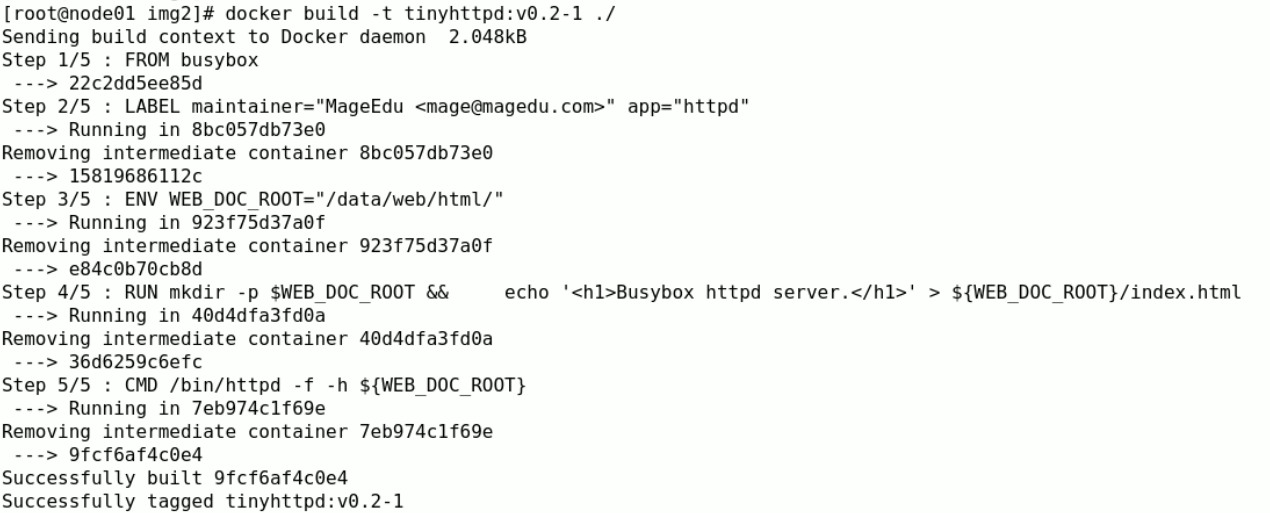 [root@node01 img2]# docker build -t tinyhttpd:v0.2-1 ./
Sending build context to Docker daemon  2.048kB
Step 1/5 : FROM busybox
 ---> 22c2dd5ee85d
Step 2/5 : LABEL maintainer="MageEdu <mage@magedu.com>" app="httpd"
 ---> Running in 8bc057db73e0
Removing intermediate container 8bc057db73e0
 ---> 15819686112c
Step 3/5 : ENV WEB_DOC_ROOT="/data/web/html/"
 ---> Running in 923f75d37a0f
Removing intermediate container 923f75d37a0f
 ---> e84c0b70cb8d
Step 4/5 : RUN mkdir -p $WEB_DOC_ROOT &&     echo '<h1>Busybox httpd server.</h1>' > ${WEB_DOC_ROOT}/index.html
 ---> Running in 40d4dfa3fd0a
Removing intermediate container 40d4dfa3fd0a
 ---> 36d6259c6efc
Step 5/5 : CMD /bin/httpd -f -h ${WEB_DOC_ROOT}
 ---> Running in 7eb974c1f69e
Removing intermediate container 7eb974c1f69e
 ---> 9fcf6af4c0e4
Successfully built 9fcf6af4c0e4
Successfully tagged tinyhttpd:v0.2-1